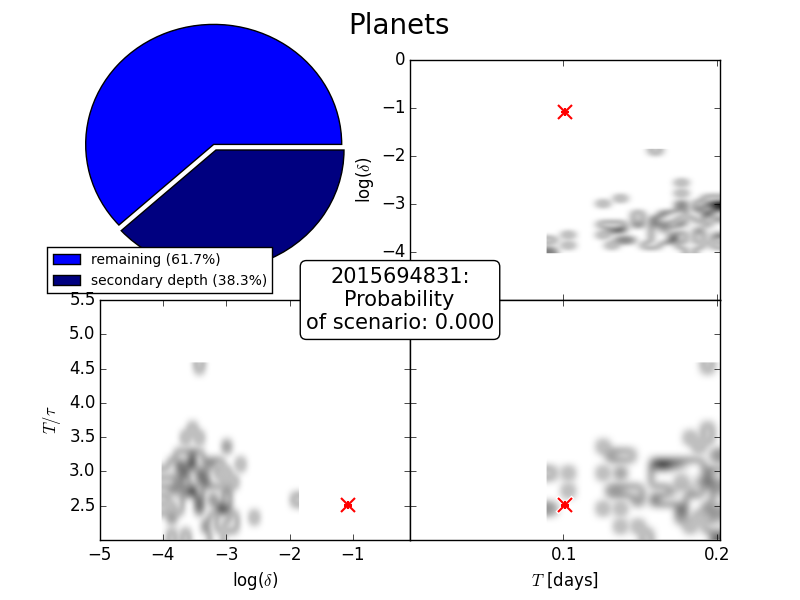 Planets
0
−1
−2
−3
−4
log(δ)
remaining (61.7%)
secondary depth (38.3%)
2015694831:
Probability
of scenario: 0.000
5.5
5.0
4.5
4.0
3.5
3.0
2.5
T/τ
−5 −4 −3 −2 −1
log(δ)
0.1 0.2
T [days]